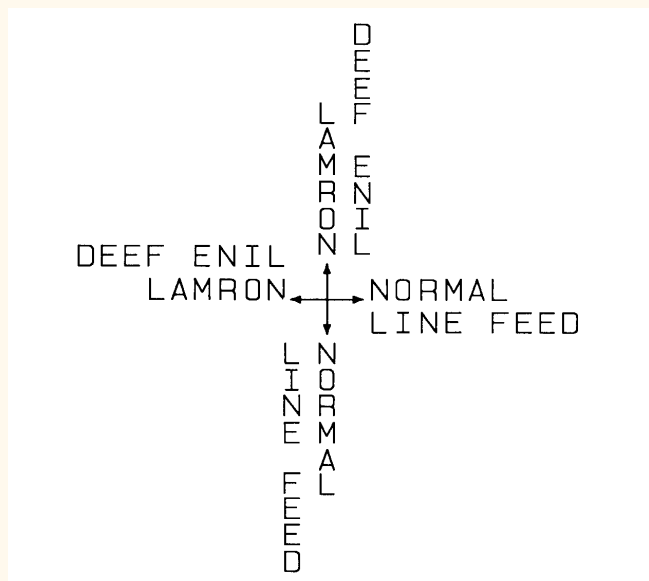 LAMRON
DEEF ENIL
DEEF ENIL
LAMRON
NORMAL
LINE FEED
LINE FEED
NORMAL